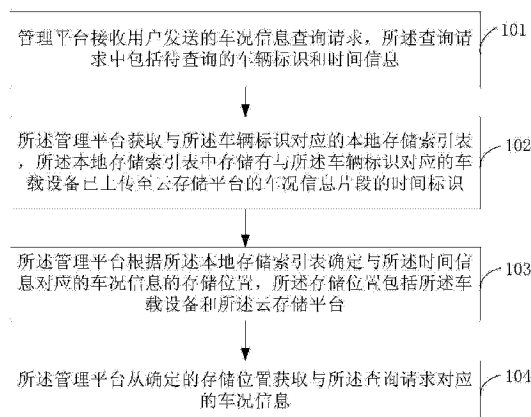 管理平台接收用户发送的车况信息查询请求，所述查询请
求中包括待查询的车辆标识和时间信息
101
所述管理平台获取与所述车辆标识对应的本地存储索引表
，所述本地存储索引表中存储有与所述车辆标识对应的车
载设备已上传至云存储平台的车况信息片段的时间标识
102
所述管理平台根据所述本地存储索引表确定与所述时间信
息对应的车况信息的存储位置，所述存储位置包括所述车
载设备和所述云存储平台
103
所述管理平台从确定的存储位置获取与所述查询请求对应
的车况信息
104